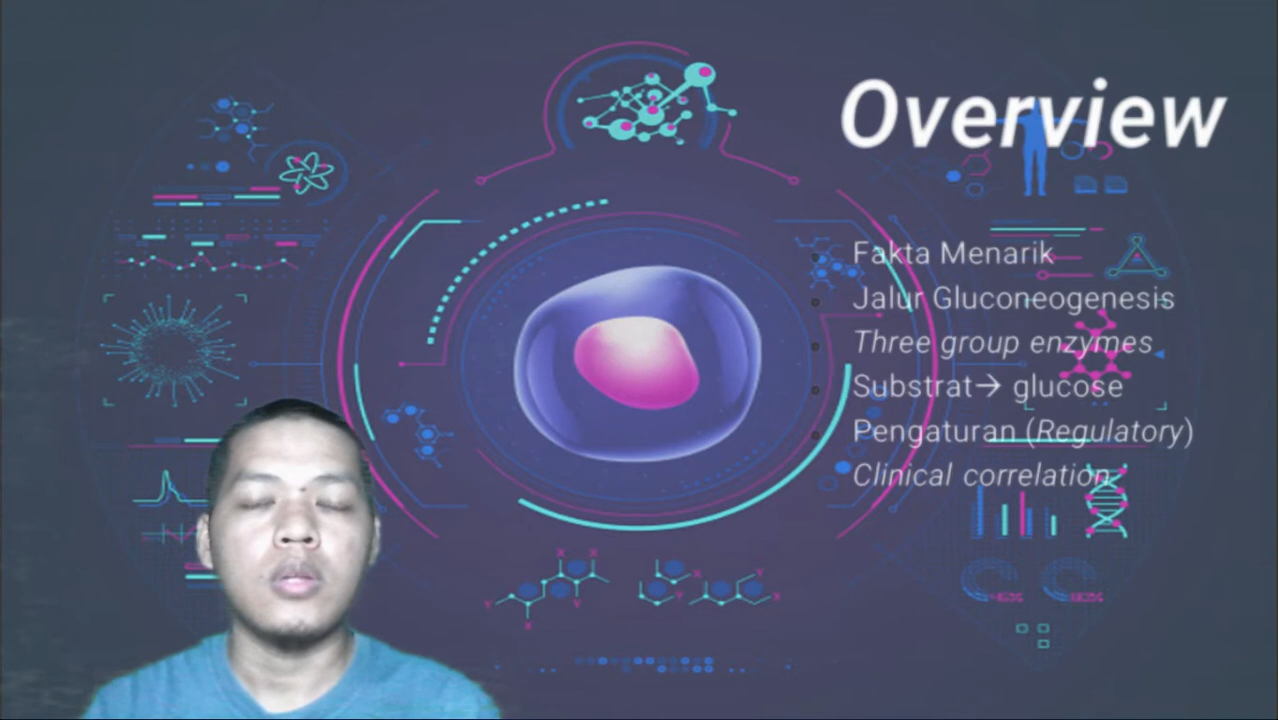 Overview
Fakta Menarik
Jalur Gluconeogenesis
Three group enzymes
Substrat→ glucose
Pengaturan (Regulatory)
Clinical correlation
X X
X
Y
Y
X
X
Y
Y
X